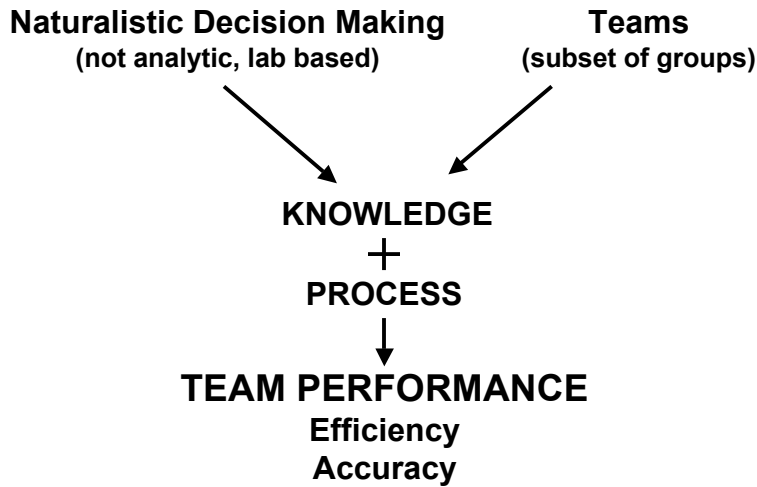 Naturalistic Decision Making
(not analytic, lab based)
Teams
(subset of groups)
KNOWLEDGE
+
PROCESS
TEAM PERFORMANCE
Efficiency
Accuracy